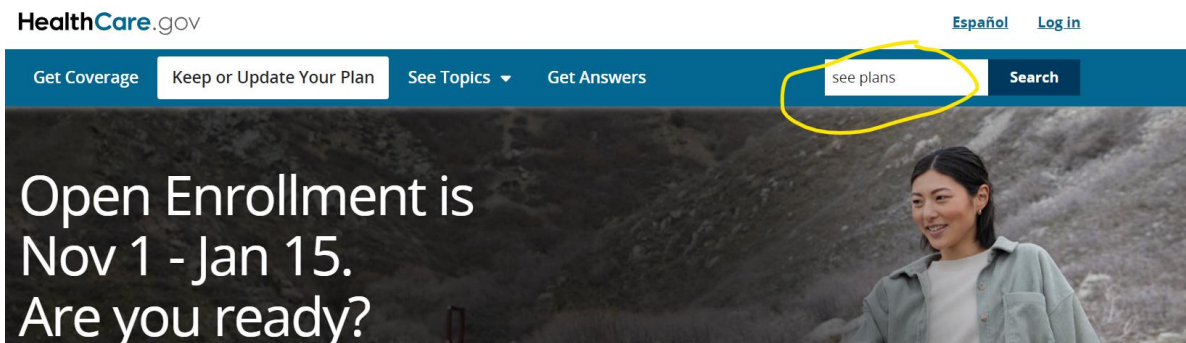 HealthCare.gov
Español Log in
Get Coverage Keep or Update Your Plan See Topics Get Answers see plans Search
Open Enrollment is
Nov 1 - Jan 15.
Are you ready?